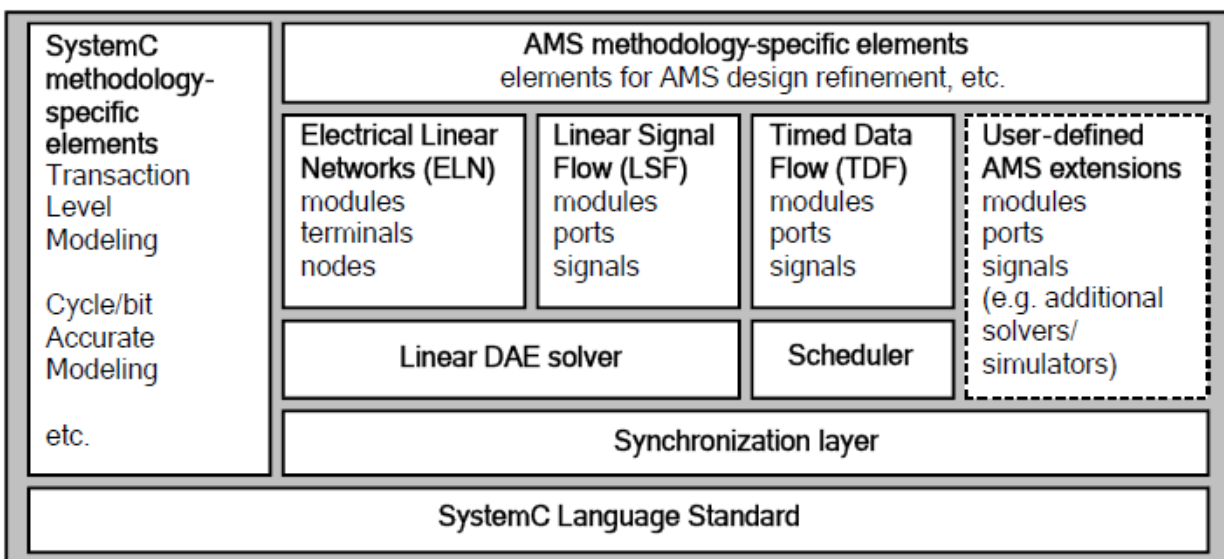 SystemC
methodology-
specific
elements
Transaction
Level
Modeling
Cycle/bit
Accurate
Modeling
etc.
AMS methodology-specific elements
elements for AMS design refinement, etc.
Electrical Linear
Networks (ELN)
modules
terminals
nodes
Linear Signal
Flow (LSF)
modules
ports
signals
Timed Data
Flow (TDF)
modules
ports
signals
User-defined
AMS extensions
modules
ports
signals
(e.g. additional
solvers/
simulators)
Linear DAE solver
Scheduler
Synchronization layer
SystemC Language Standard